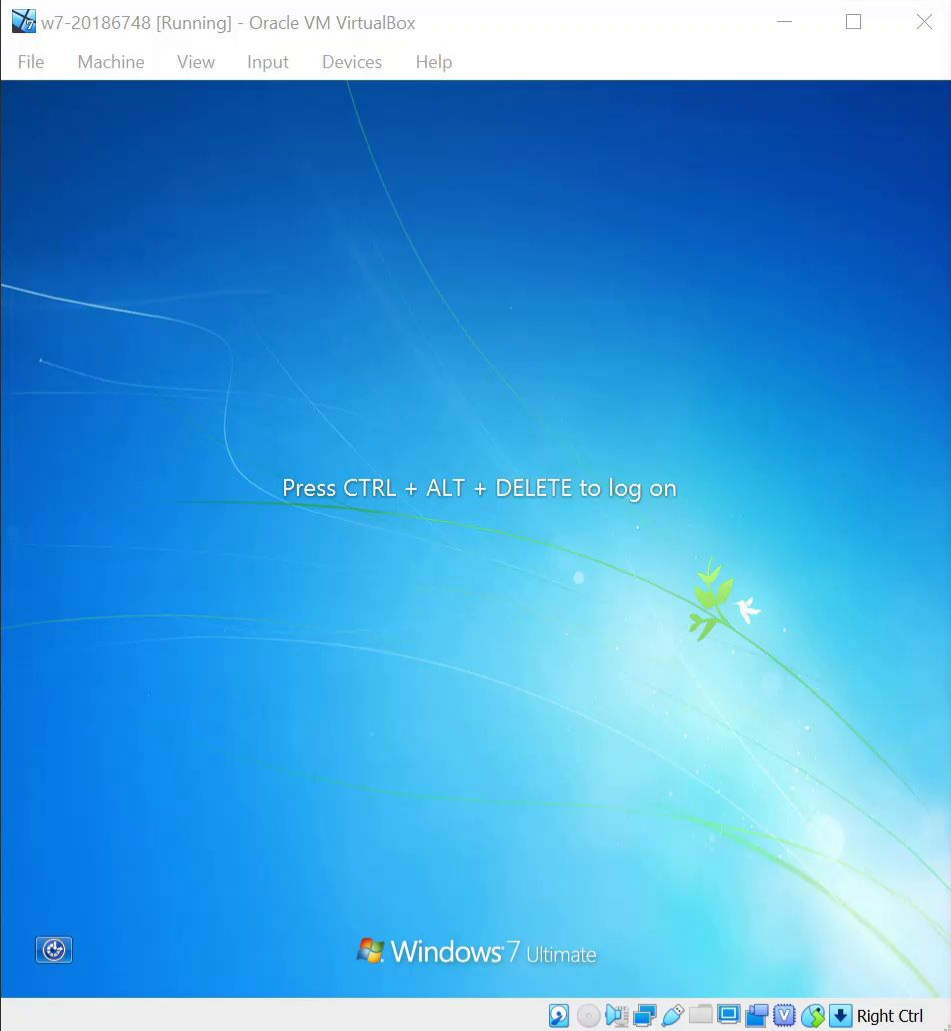 w7-20186748 [Running] - Oracle VM VirtualBox
File Machine View Input Devices Help
Press CTRL + ALT + DELETE to log on
Windows 7 Ultimate
V Right Ctrl